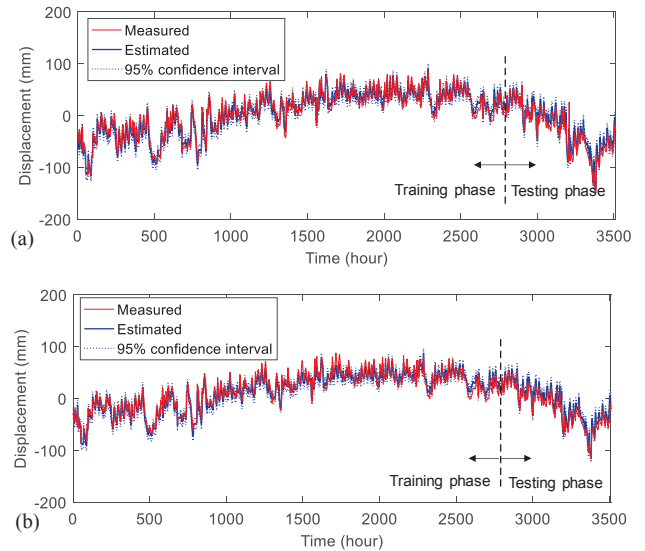 200
100
0
-100
-200
Displacement (mm)
Measured
Estimated
95% confidence interval
Training phase
Testing phase
0 500 1000 1500 2000 2500 3000 3500
Time (hour)
(a)
200
100
0
-100
-200
Displacement (mm)
Measured
Estimated
95% confidence interval
Training phase
Testing phase
0 500 1000 1500 2000 2500 3000 3500
Time (hour)
(b)